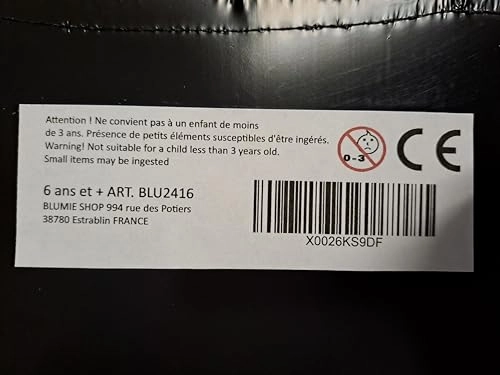 Attention ! Ne convient pas à un enfant de moins
de 3 ans. Présence de petits éléments susceptibles d'être ingérés.
Warning! Not suitable for a child less than 3 years old.
Small items may be ingested
0-3
CE
6 ans et + ART. BLU2416
BLUMIE SHOP 994 rue des Potiers
38780 Estrablin FRANCE
X0026KS9DF